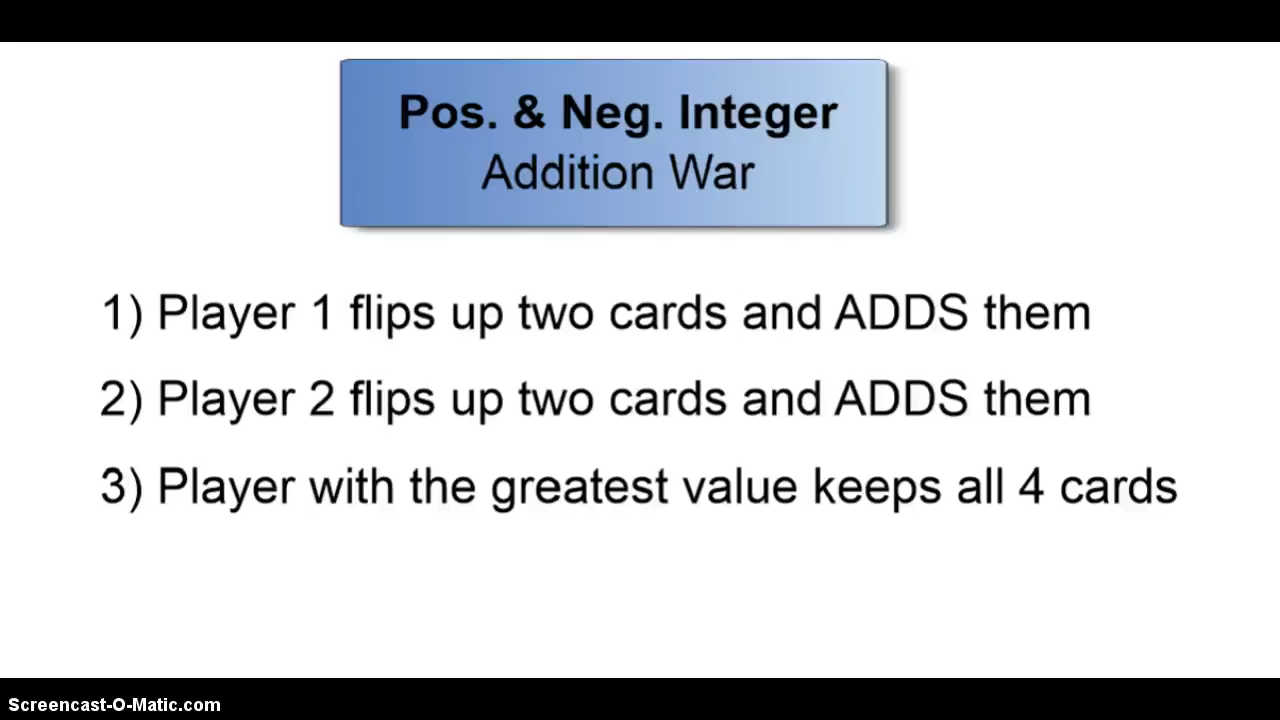 Pos. & Neg. Integer
Addition War
1) Player 1 flips up two cards and ADDS them
2) Player 2 flips up two cards and ADDS them
3) Player with the greatest value keeps all 4 cards
Screencast-O-Matic.com